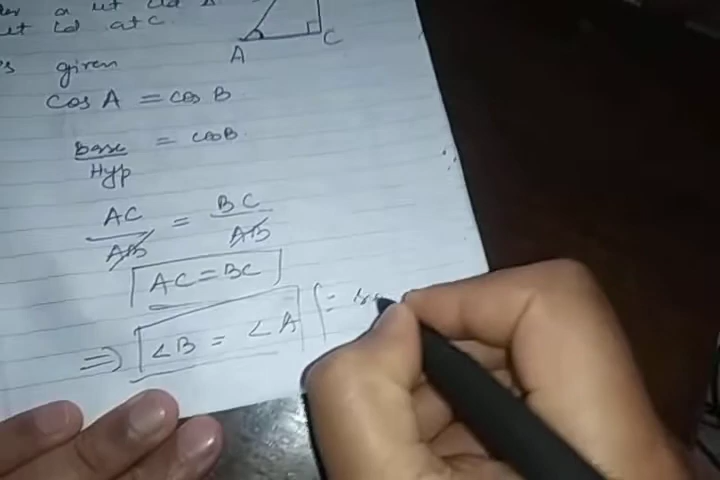 a
at C.
A
C
given
cos A = cos B
Base/Hyp = cos B
AC/AB = BC/AB
AC = BC
⇒ ∠B = ∠A